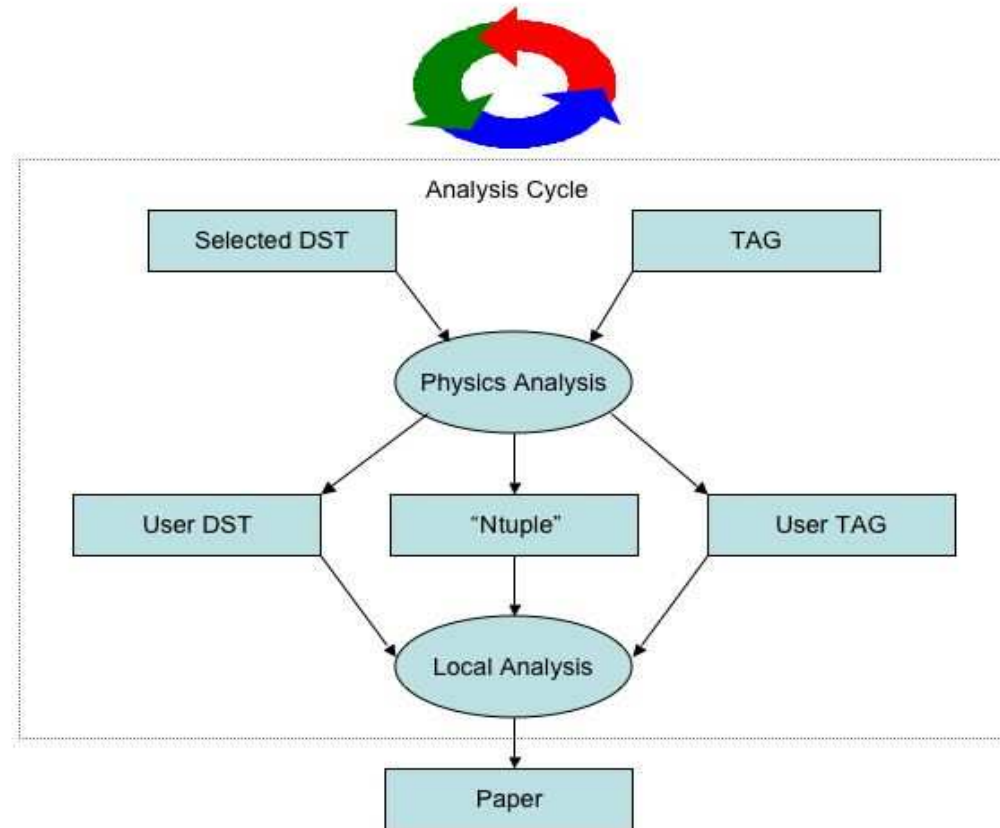 Analysis Cycle
Selected DST
TAG
Physics Analysis
User DST
“Ntuple”
User TAG
Local Analysis
Paper